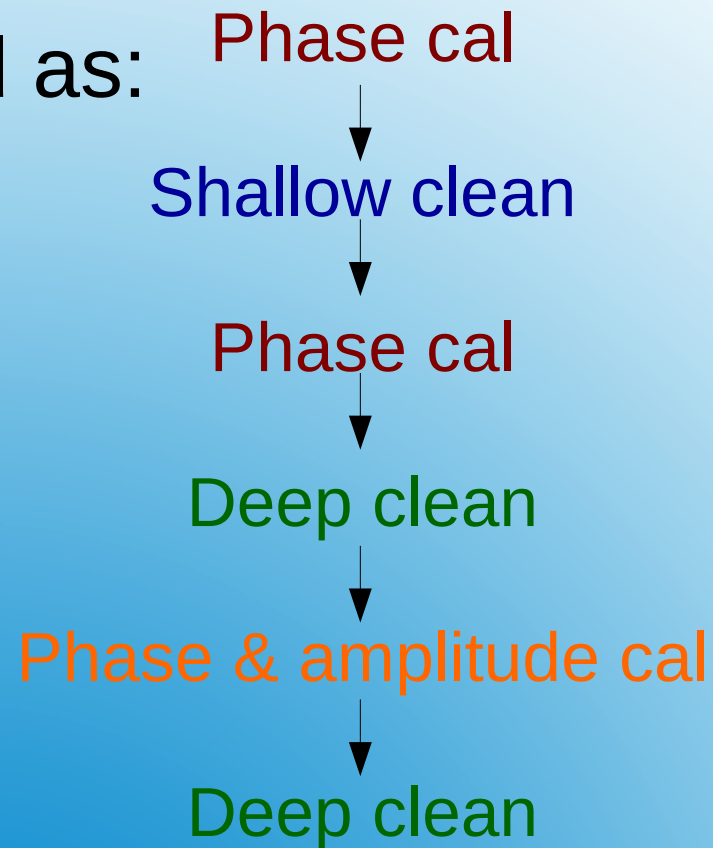 Phase cal
as:
Shallow clean
Phase cal
Deep clean
Phase & amplitude cal
Deep clean